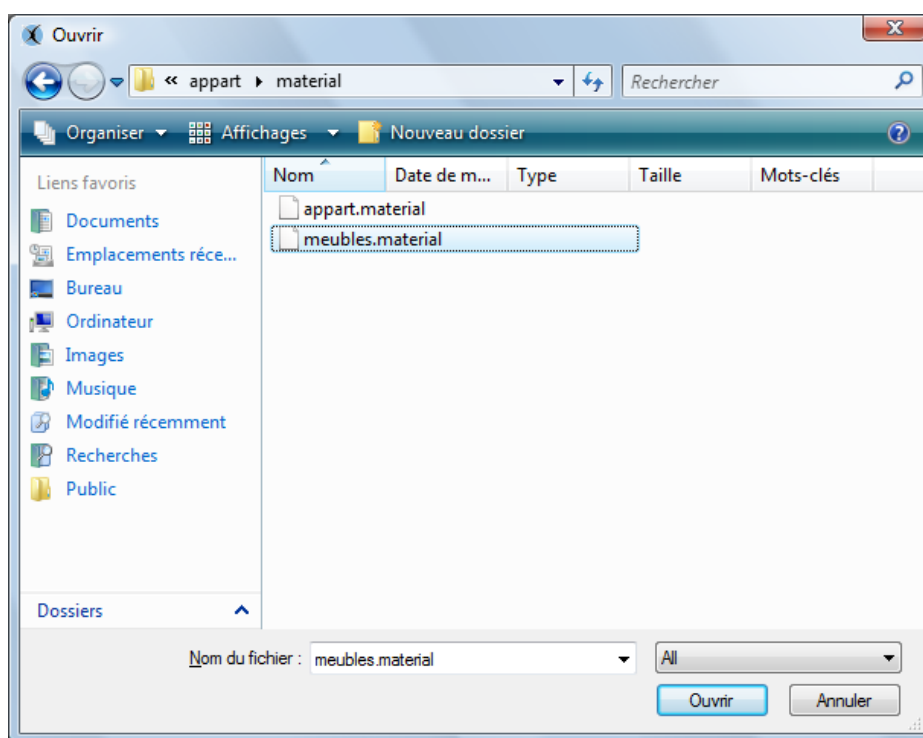 Ouvrir
« appart material Rechercher
Organiser Affichages Nouveau dossier
Liens favoris
Nom Date de m... Type Taille Mots-clés
Documents
Emplacements réce...
Bureau
Ordinateur
Images
Musique
Modifié récemment
Recherches
Public
appart.material
meubles.material
Dossiers
Nom du fichier : meubles.material All
Ouvrir Annuler